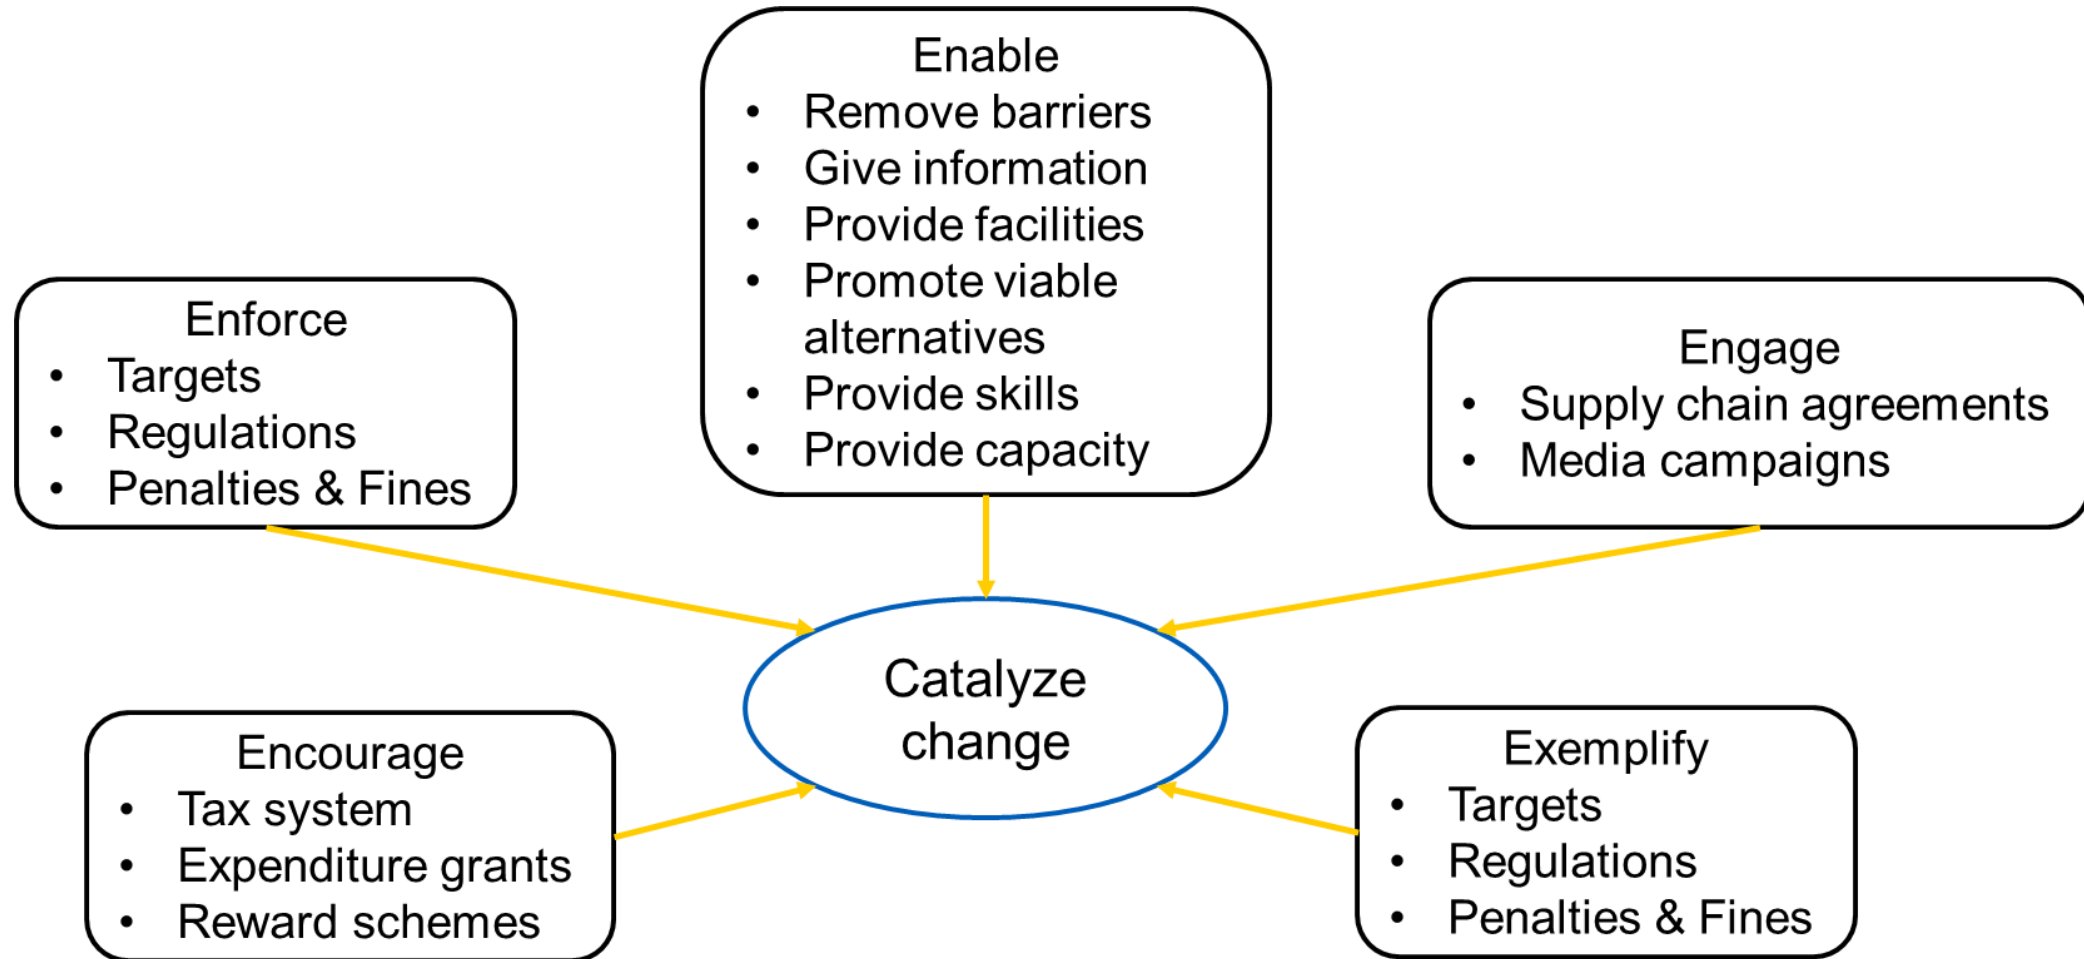 Enable
• Remove barriers
• Give information
• Provide facilities
• Promote viable
alternatives
• Provide skills
• Provide capacity
Enforce
• Targets
• Regulations
• Penalties & Fines
Engage
• Supply chain agreements
• Media campaigns
Catalyze
change
Encourage
• Tax system
• Expenditure grants
• Reward schemes
Exemplify
• Targets
• Regulations
• Penalties & Fines